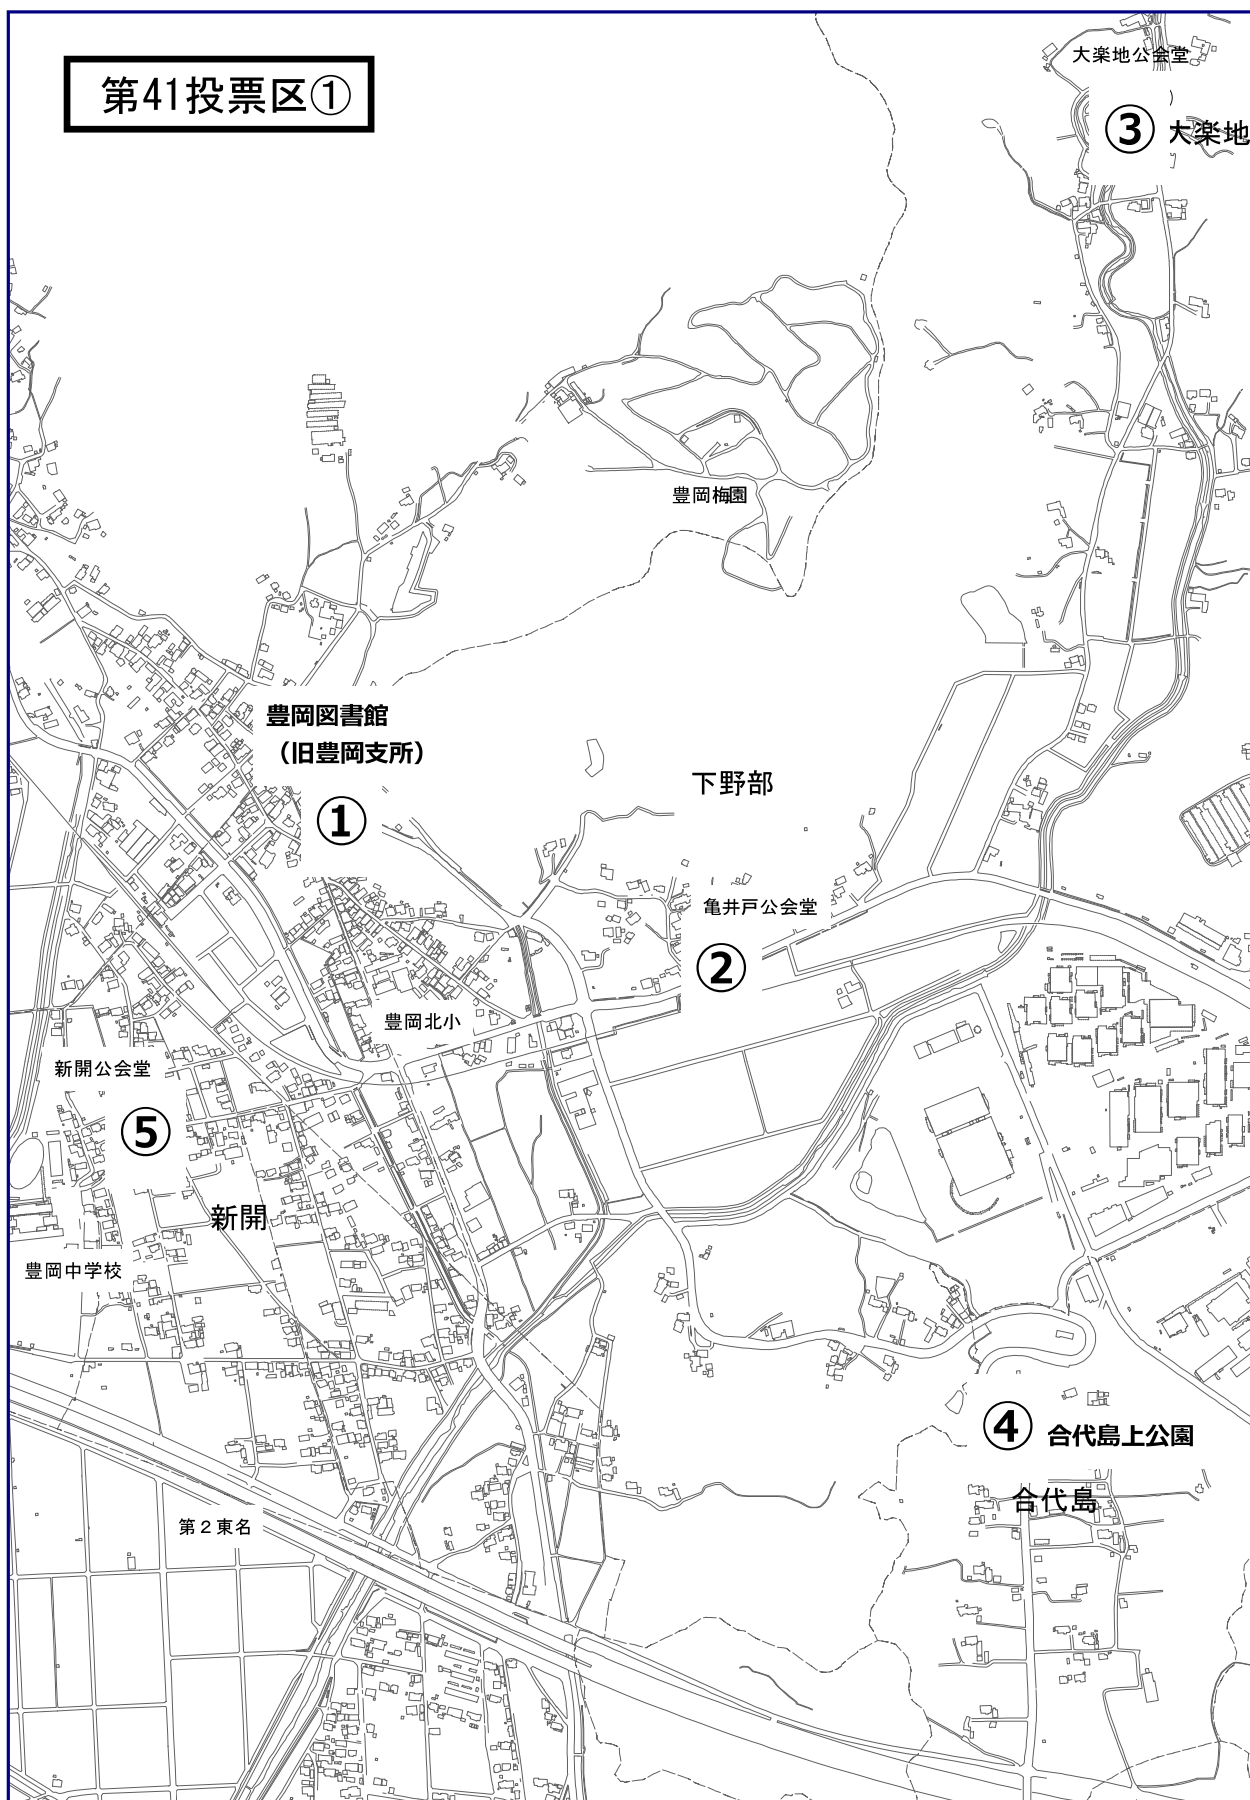 第41投票区①
大楽地公会堂
③ 大楽地
豊岡梅園
豊岡図書館
（旧豊岡支所）
①
下野部
亀井戸公会堂
②
豊岡北小
新開公会堂
⑤
新開
豊岡中学校
④ 合代島上公園
合代島
第２東名